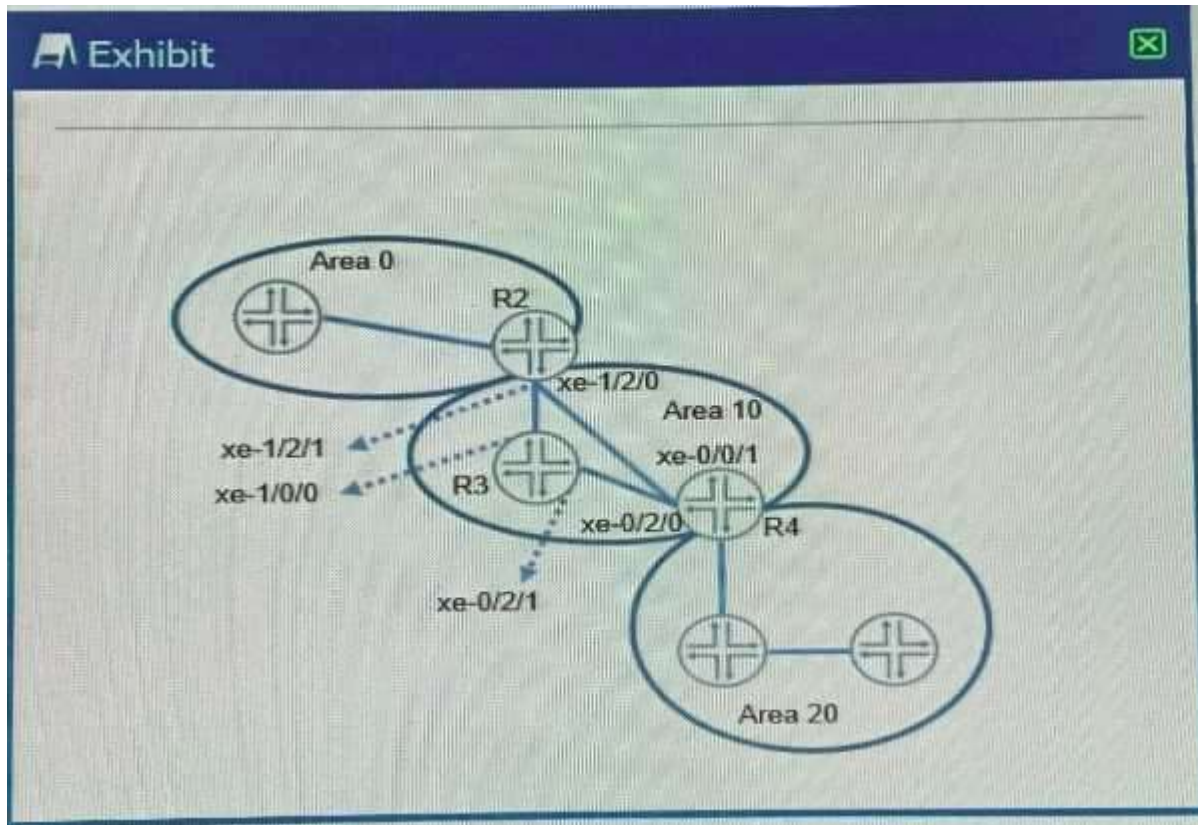 Exhibit
Area 0
R2
xe-1/2/0
Area 10
xe-1/2/1
xe-0/0/1
xe-1/0/0
R3
xe-0/2/0
R4
xe-0/2/1
Area 20